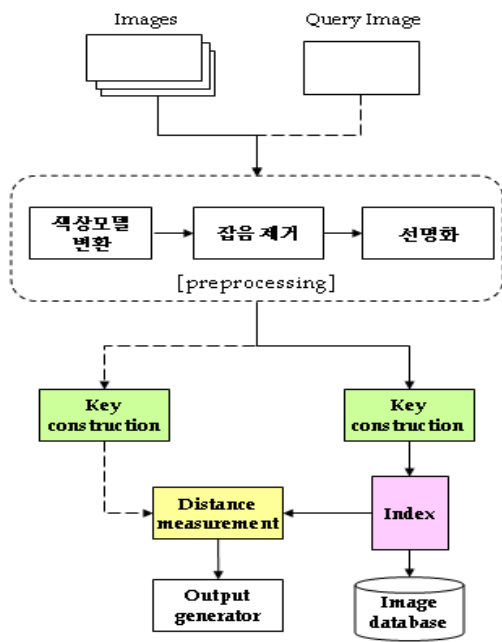 Images
Query Image
색상모델
변환
잡음 제거
선명화
[preprocessing]
Key
construction
Key
construction
Distance
measurement
Index
Output
generator
Image
database